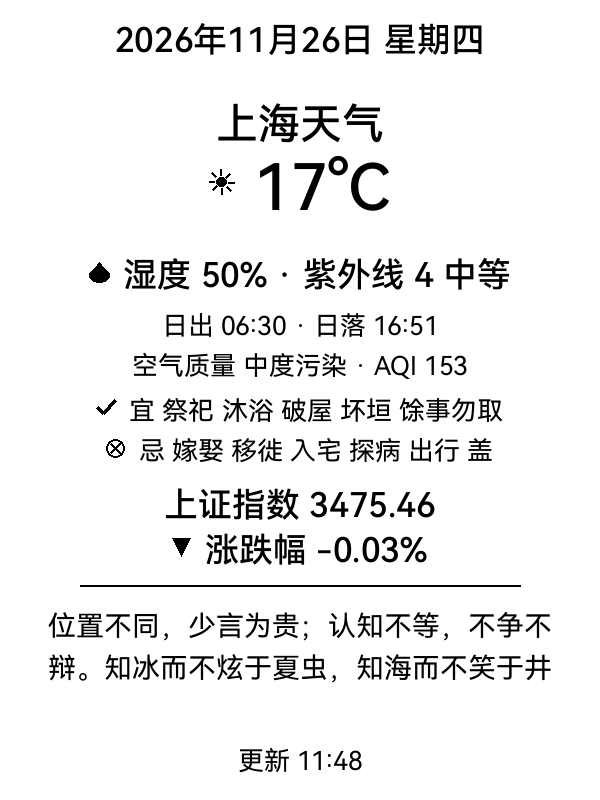 2026年11月26日 星期四
上海天气
17°C
湿度 50% · 紫外线 4 中等
日出 06:30 · 日落 16:51
空气质量 中度污染 · AQI 153
宜 祭祀 沐浴 破屋 坏垣 馀事勿取
忌 嫁娶 移徙 入宅 探病 出行 盖
上证指数 3475.46
▼ 涨跌幅 -0.03%
位置不同，少言为贵；认知不等，不争不
辩。知冰而不炫于夏虫，知海而不笑于井
更新 11:48